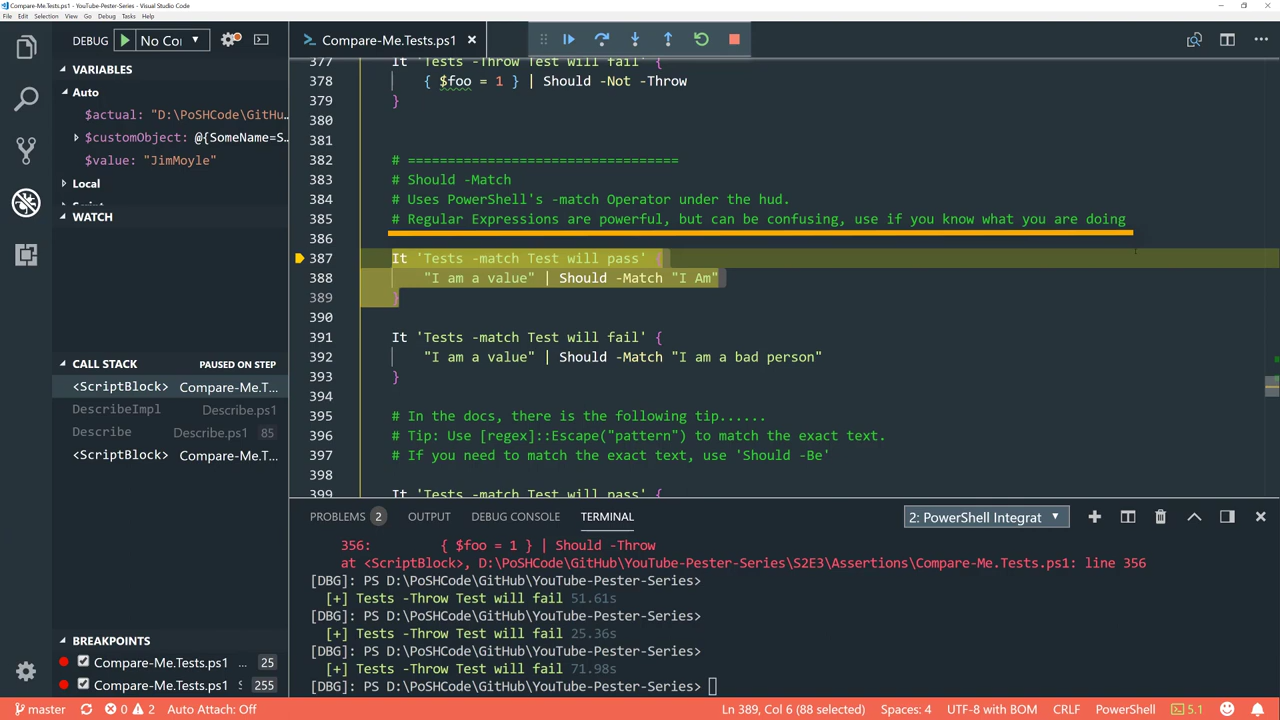 Compare-Me.Tests.ps1 - YouTube-Pester-Series - Visual Studio Code
File Edit Selection View Go Debug Tasks Help
DEBUG No Co
VARIABLES
Auto
$actual: "D:\PoSHCode\GitHu…
$customObject: @{SomeName=S…
$value: "JimMoyle"
Local
WATCH
CALL STACK PAUSED ON STEP
<ScriptBlock> Compare-Me.T…
DescribeImpl Describe.ps1
Describe Describe.ps1 85
<ScriptBlock> Compare-Me.T…
BREAKPOINTS
Compare-Me.Tests.ps1 … 25
Compare-Me.Tests.ps1 255
Compare-Me.Tests.ps1
377 It 'Tests -Throw Test will fail' {
378 { $foo = 1 } | Should -Not -Throw
379 }
380
381
382 # ==================================
383 # Should -Match
384 # Uses PowerShell's -match Operator under the hud.
385 # Regular Expressions are powerful, but can be confusing, use if you know what you are doing
386
387 It 'Tests -match Test will pass' {
388 "I am a value" | Should -Match "I Am"
389 }
390
391 It 'Tests -match Test will fail' {
392 "I am a value" | Should -Match "I am a bad person"
393 }
394
395 # In the docs, there is the following tip......
396 # Tip: Use [regex]::Escape("pattern") to match the exact text.
397 # If you need to match the exact text, use 'Should -Be'
398
399 It 'Tests -match Test will pass' {
PROBLEMS 2 OUTPUT DEBUG CONSOLE TERMINAL 2: PowerShell Integrat
356: { $foo = 1 } | Should -Throw
at <ScriptBlock>, D:\PoSHCode\GitHub\YouTube-Pester-Series\S2E3\Assertions\Compare-Me.Tests.ps1: line 356
[DBG]: PS D:\PoSHCode\GitHub\YouTube-Pester-Series>
[+] Tests -Throw Test will fail 51.61s
[DBG]: PS D:\PoSHCode\GitHub\YouTube-Pester-Series>
[+] Tests -Throw Test will fail 25.36s
[DBG]: PS D:\PoSHCode\GitHub\YouTube-Pester-Series>
[+] Tests -Throw Test will fail 71.98s
[DBG]: PS D:\PoSHCode\GitHub\YouTube-Pester-Series>
master 0 2 Auto Attach: Off Ln 389, Col 6 (88 selected) Spaces: 4 UTF-8 with BOM CRLF PowerShell 5.1